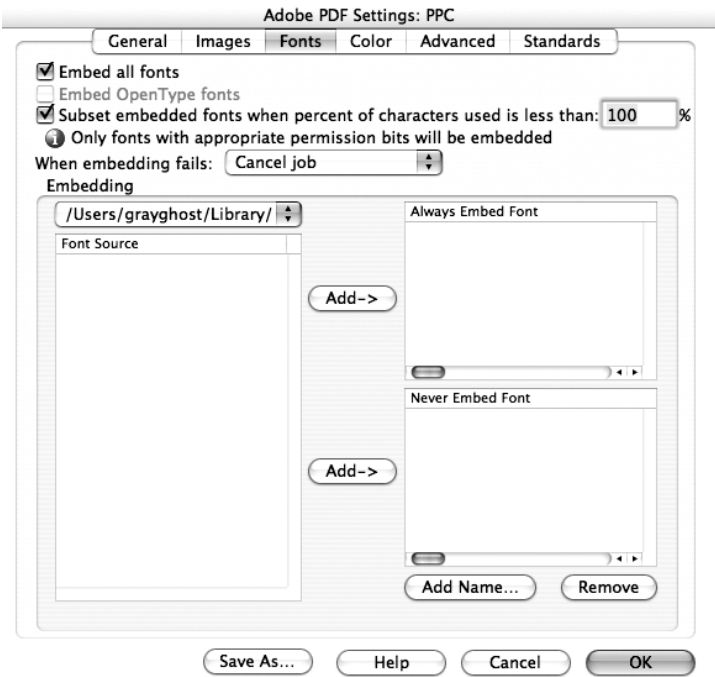 Adobe PDF Settings: PPC
General Images Fonts Color Advanced Standards
Embed all fonts
Embed OpenType fonts
Subset embedded fonts when percent of characters used is less than: 100 %
Only fonts with appropriate permission bits will be embedded
When embedding fails: Cancel job
Embedding
/Users/grayghost/Library/
Always Embed Font
Font Source
Add->
Never Embed Font
Add->
Add Name... Remove
Save As... Help Cancel OK